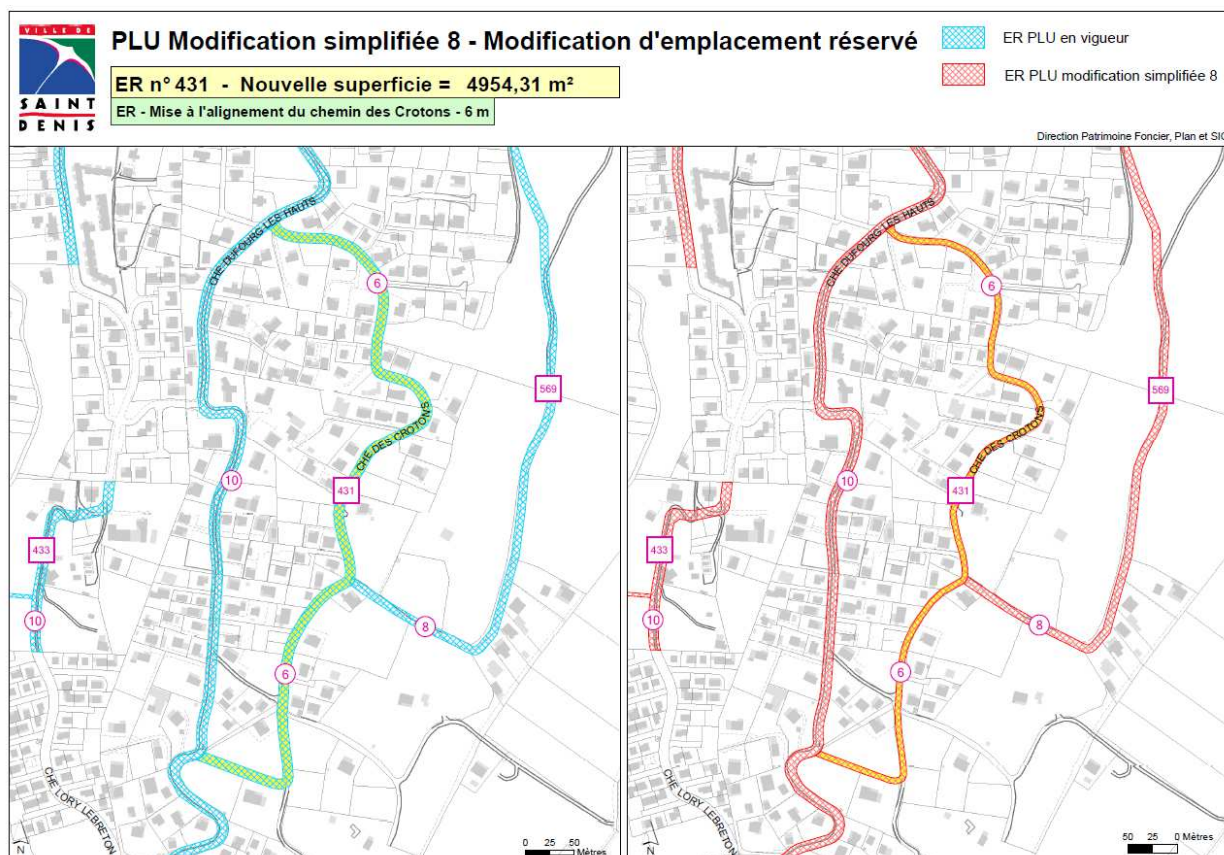 VILLE DE
SAINT
DENIS
PLU Modification simplifiée 8 - Modification d'emplacement réservé
ER n° 431 - Nouvelle superficie = 4954,31 m²
ER - Mise à l'alignement du chemin des Crotons - 6 m
ER PLU en vigueur
ER PLU modification simplifiée 8
Direction Patrimoine Foncier, Plan et SIG
CHE DUFOURG LES HAUTS
6
569
CHE DES CROTONS
10
431
433
10
8
6
CHE LORY LEBRETON
N
0 25 50
Mètres
CHE DUFOURG LES HAUTS
6
569
CHE DES CROTONS
10
431
433
10
8
6
CHE LORY LEBRETON
N
50 25 0 Mètres